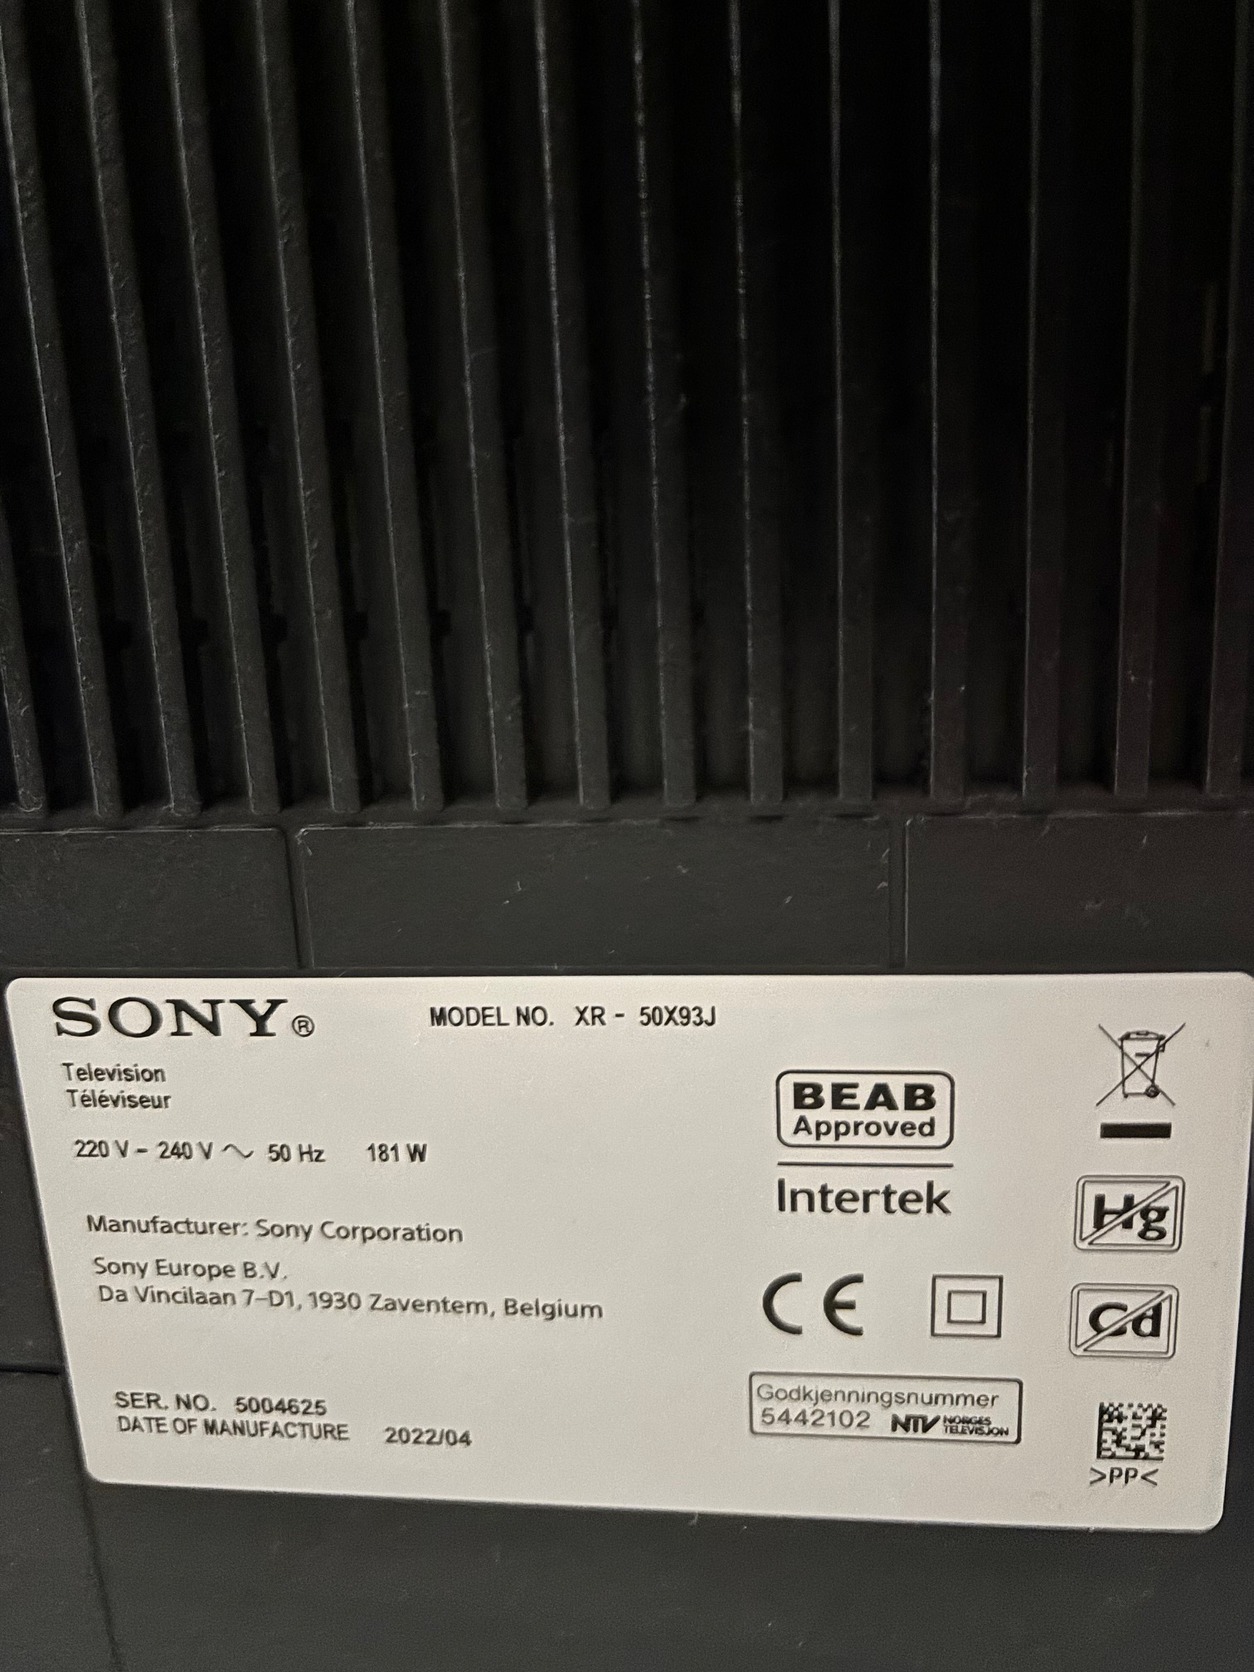 SONY®
MODEL NO. XR - 50X93J
Television
Téléviseur
220 V - 240 V ~ 50 Hz 181 W
BEAB
Approved
Intertek
Manufacturer: Sony Corporation
Sony Europe B.V.
Da Vincilaan 7-D1, 1930 Zaventem, Belgium
Hg
CE
Cd
SER. NO. 5004625
DATE OF MANUFACTURE 2022/04
Godkjenningsnummer
5442102 NTV NORGES
TELEVISJON
>PP<